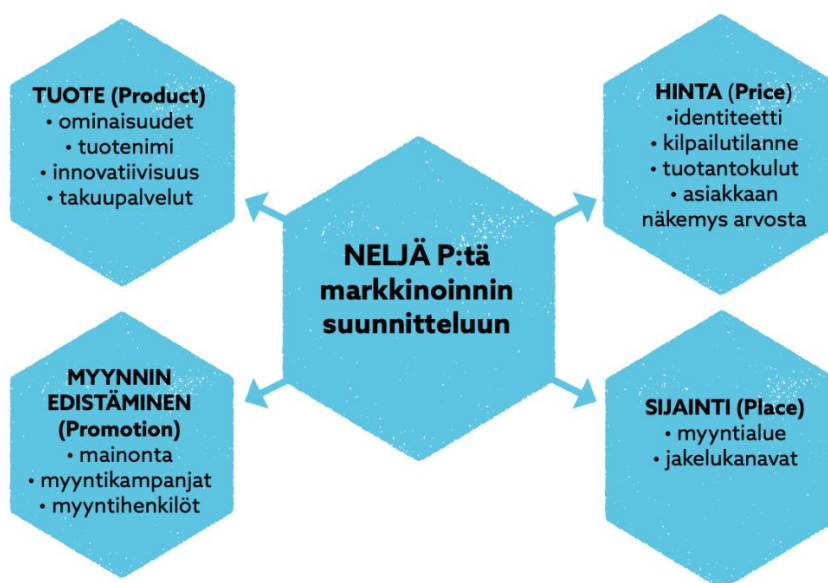 TUOTE (Product)
• ominaisuudet
• tuotenimi
• innovatiivisuus
• takuupalvelut
HINTA (Price)
•identiteetti
• kilpailutilanne
• tuotantokulut
• asiakkaan
näkemys arvosta
NELJÄ P:tä
markkinoinnin
suunnitteluun
MYYNNIN
EDISTÄMINEN
(Promotion)
• mainonta
•myyntikampanjat
•myyntihenkilöt
SIJAINTI (Place)
• myyntialue
• jakelukanavat